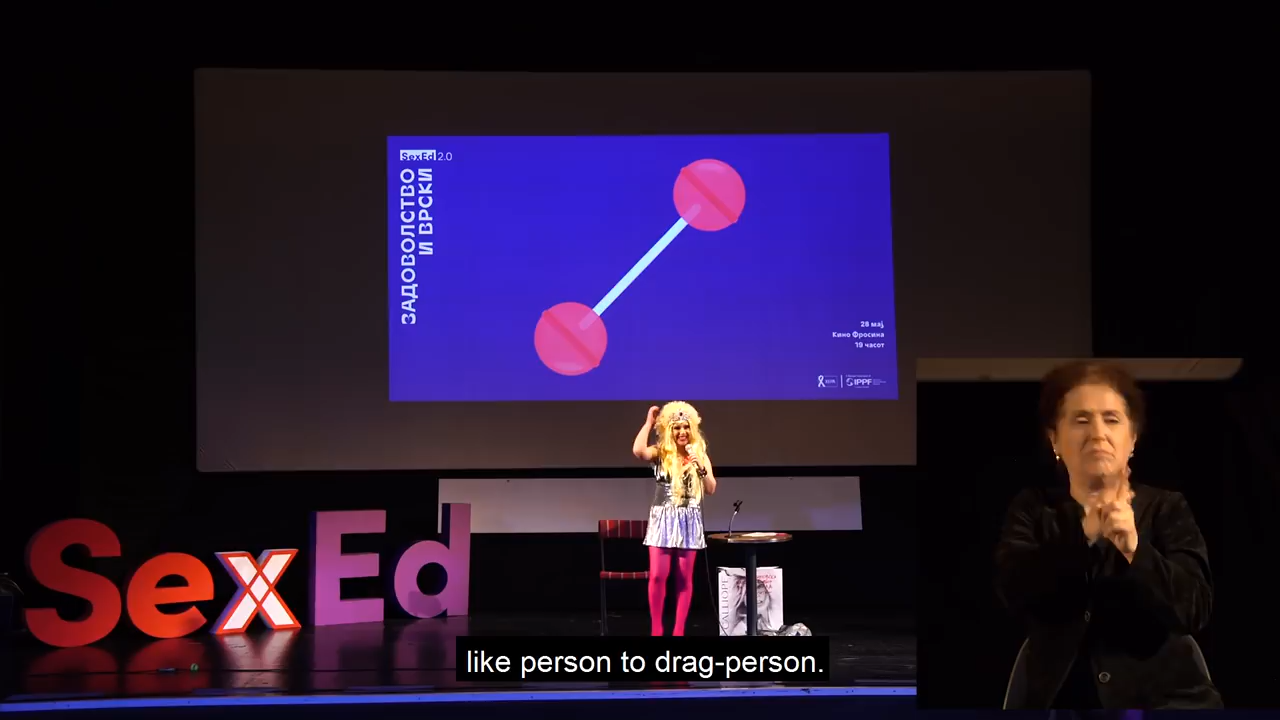 SexEd 2.0
ЗАДОВОЛСТВО
И ВРСКИ
28 мај
Кино Фросина
19 часот
IPPF
SexEd
CALLIOPE
like person to drag-person.